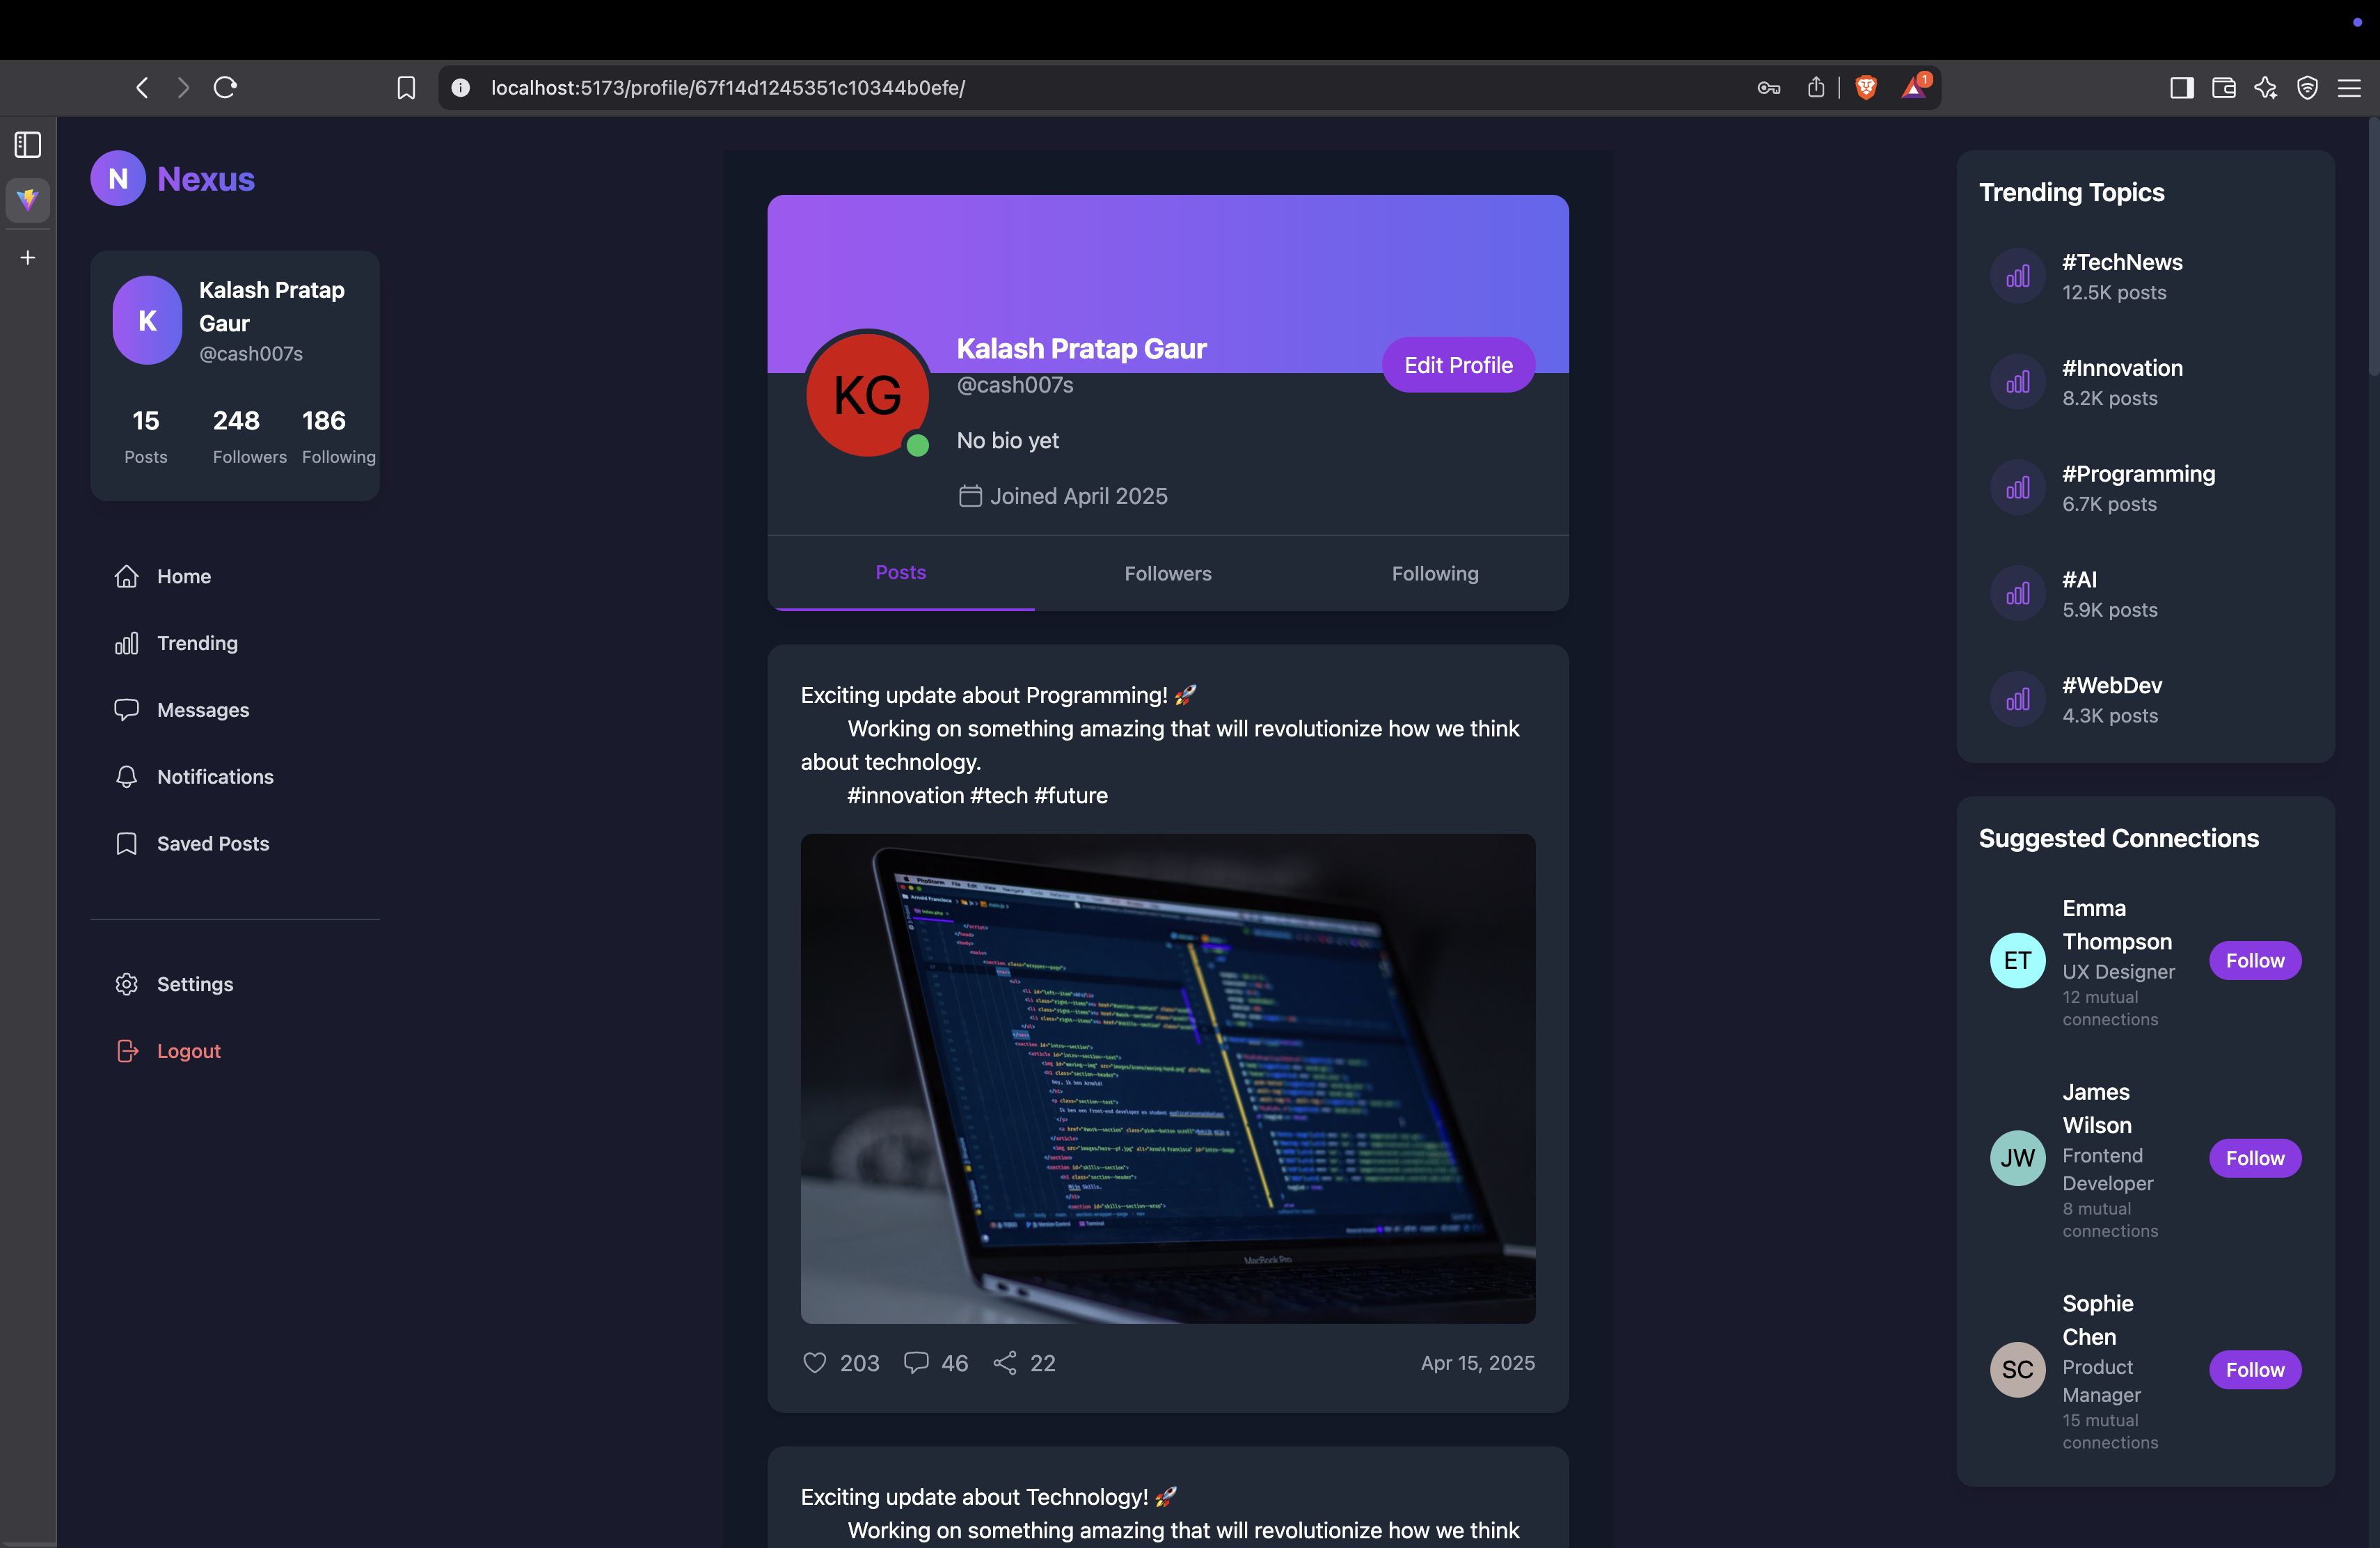 localhost:5173/profile/67f14d1245351c10344b0efe/
1
N Nexus
K
Kalash Pratap
Gaur
@cash007s
15 248 186
Posts Followers Following
Home
Trending
Messages
Notifications
Saved Posts
Settings
Logout
KG
Kalash Pratap Gaur
@cash007s
Edit Profile
No bio yet
Joined April 2025
Posts Followers Following
Exciting update about Programming! 🚀
Working on something amazing that will revolutionize how we think
about technology.
#innovation #tech #future
MacBook Pro
203 46 22 Apr 15, 2025
Exciting update about Technology! 🚀
Working on something amazing that will revolutionize how we think
Trending Topics
#TechNews
12.5K posts
#Innovation
8.2K posts
#Programming
6.7K posts
#AI
5.9K posts
#WebDev
4.3K posts
Suggested Connections
ET
Emma
Thompson
UX Designer
12 mutual
connections
Follow
JW
James
Wilson
Frontend
Developer
8 mutual
connections
Follow
SC
Sophie
Chen
Product
Manager
15 mutual
connections
Follow